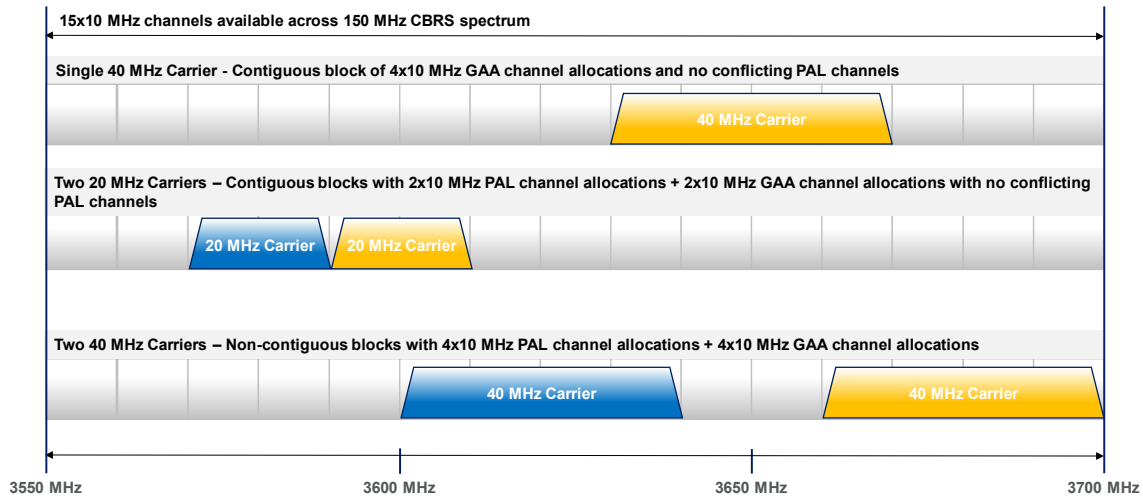 15x10 MHz channels available across 150 MHz CBRS spectrum
Single 40 MHz Carrier - Contiguous block of 4x10 MHz GAA channel allocations and no conflicting PAL channels
40 MHz Carrier
Two 20 MHz Carriers – Contiguous blocks with 2x10 MHz PAL channel allocations + 2x10 MHz GAA channel allocations with no conflicting
PAL channels
20 MHz Carrier
20 MHz Carrier
Two 40 MHz Carriers – Non-contiguous blocks with 4x10 MHz PAL channel allocations + 4x10 MHz GAA channel allocations
40 MHz Carrier
40 MHz Carrier
3550 MHz
3600 MHz
3650 MHz
3700 MHz